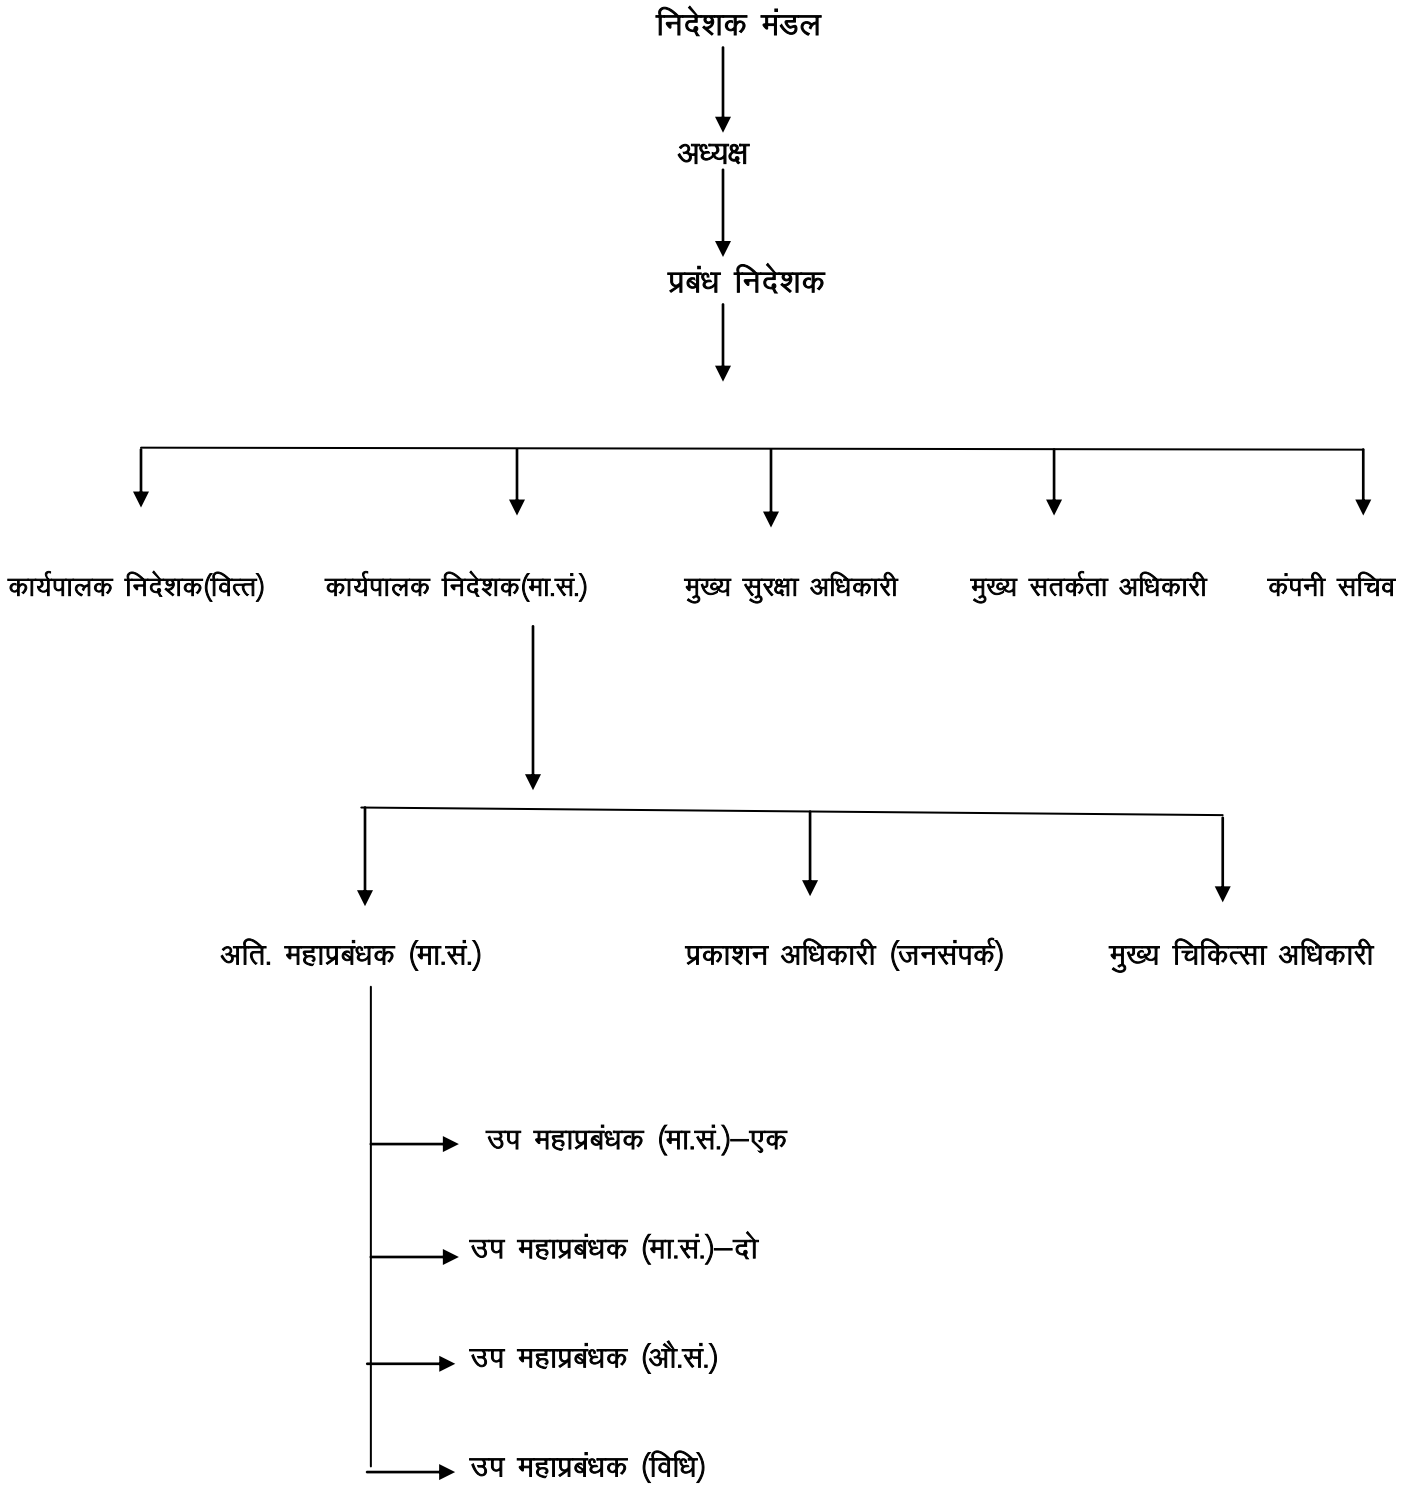 निदेशक मंडल
अध्यक्ष
प्रबंध निदेशक
कार्यपालक निदेशक(वित्त) कार्यपालक निदेशक(मा.सं.) मुख्य सुरक्षा अधिकारी मुख्य सतर्कता अधिकारी कंपनी सचिव
अति. महाप्रबंधक (मा.सं.) प्रकाशन अधिकारी (जनसंपर्क) मुख्य चिकित्सा अधिकारी
उप महाप्रबंधक (मा.सं.)–एक
उप महाप्रबंधक (मा.सं.)–दो
उप महाप्रबंधक (औ.सं.)
उप महाप्रबंधक (विधि)